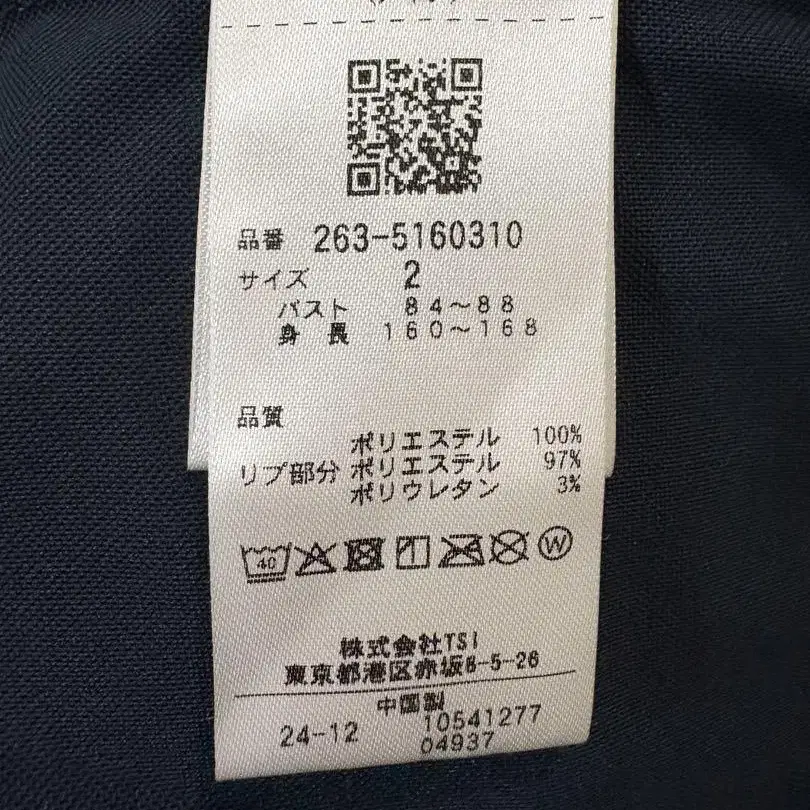 品番 263-5160310
サイズ 2
バスト 84~88
身長 160~168
品質
ポリエステル 100%
リブ部分 ポリエステル 97%
ポリウレタン 3%
40
W
株式会社TSI
東京都港区赤坂8-5-26
中国製
24-12 10541277
04937